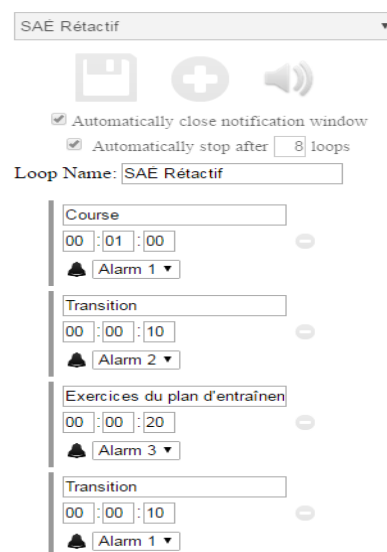 SAÉ Rétactif
Automatically close notification window
Automatically stop after 8 loops
Loop Name: SAÉ Rétactif
Course
00 : 01 : 00
Alarm 1
Transition
00 : 00 : 10
Alarm 2
Exercices du plan d'entraînen
00 : 00 : 20
Alarm 3
Transition
00 : 00 : 10
Alarm 1